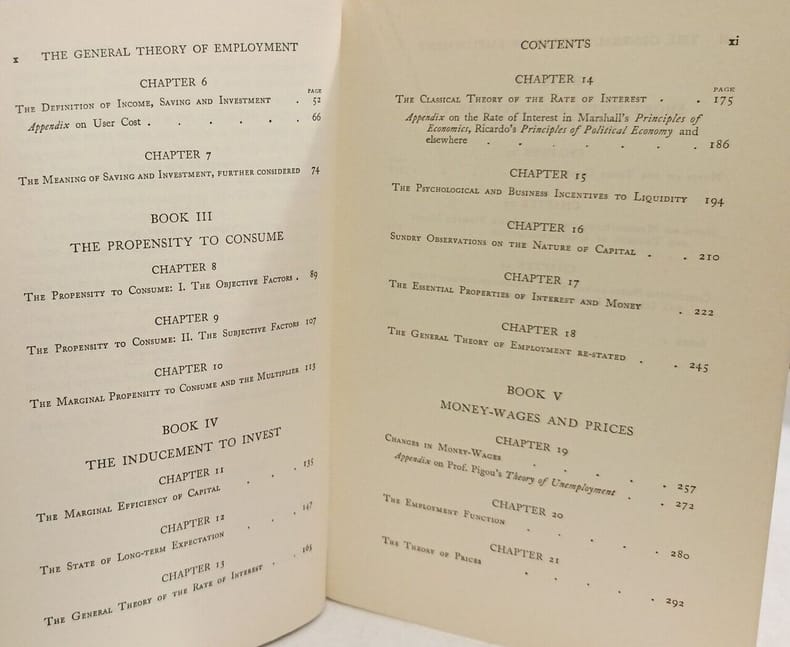 x THE GENERAL THEORY OF EMPLOYMENT
CHAPTER 6
PAGE
The Definition of Income, Saving and Investment . 52
Appendix on User Cost . . . . . . 66
CHAPTER 7
The Meaning of Saving and Investment, further considered 74
BOOK III
THE PROPENSITY TO CONSUME
CHAPTER 8
The Propensity to Consume: I. The Objective Factors . 89
CHAPTER 9
The Propensity to Consume: II. The Subjective Factors 107
CHAPTER 10
The Marginal Propensity to Consume and the Multiplier 113
BOOK IV
THE INDUCEMENT TO INVEST
CHAPTER 11
The Marginal Efficiency of Capital . . . 135
CHAPTER 12
The State of Long-term Expectation . . . 147
CHAPTER 13
The General Theory of the Rate of Interest . . 165
CONTENTS xi
CHAPTER 14
PAGE
The Classical Theory of the Rate of Interest . . 175
Appendix on the Rate of Interest in Marshall's Principles of
Economics, Ricardo's Principles of Political Economy and
elsewhere . . . . . . . 186
CHAPTER 15
The Psychological and Business Incentives to Liquidity 194
CHAPTER 16
Sundry Observations on the Nature of Capital . . 210
CHAPTER 17
The Essential Properties of Interest and Money . 222
CHAPTER 18
The General Theory of Employment re-stated . . 245
BOOK V
MONEY-WAGES AND PRICES
CHAPTER 19
Changes in Money-Wages . . . . . 257
Appendix on Prof. Pigou's Theory of Unemployment . . 272
CHAPTER 20
The Employment Function . . . . . 280
CHAPTER 21
The Theory of Prices . . . . . 292